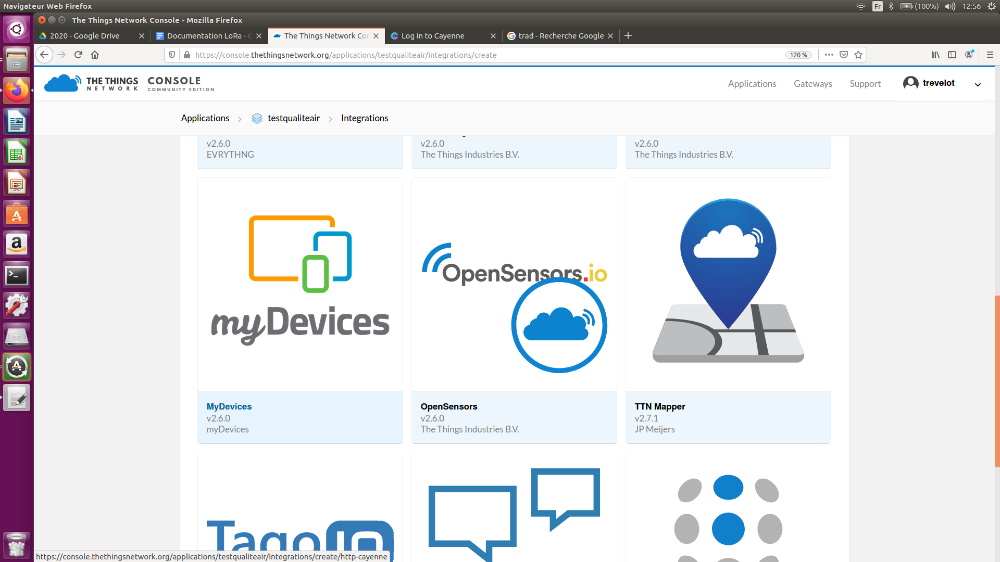 Navigateur Web Firefox
Fr
(100%)
12:56
The Things Network Console - Mozilla Firefox
2020 - Google Drive
Documentation LoRa - G
The Things Network Con
Log in to Cayenne
trad - Recherche Google
https://console.thethingsnetwork.org/applications/testqualiteair/integrations/create
120 %
THE THINGS NETWORK
CONSOLE
COMMUNITY EDITION
Applications
Gateways
Support
trevelot
Applications
testqualiteair
Integrations
v2.6.0
EVRYTHNG
v2.6.0
The Things Industries B.V.
v2.6.0
The Things Industries B.V.
myDevices
OpenSensors.io
MyDevices
v2.6.0
myDevices
OpenSensors
v2.6.0
The Things Industries B.V.
TTN Mapper
v2.7.1
JP Meijers
TagoIO
https://console.thethingsnetwork.org/applications/testqualiteair/integrations/create/http-cayenne